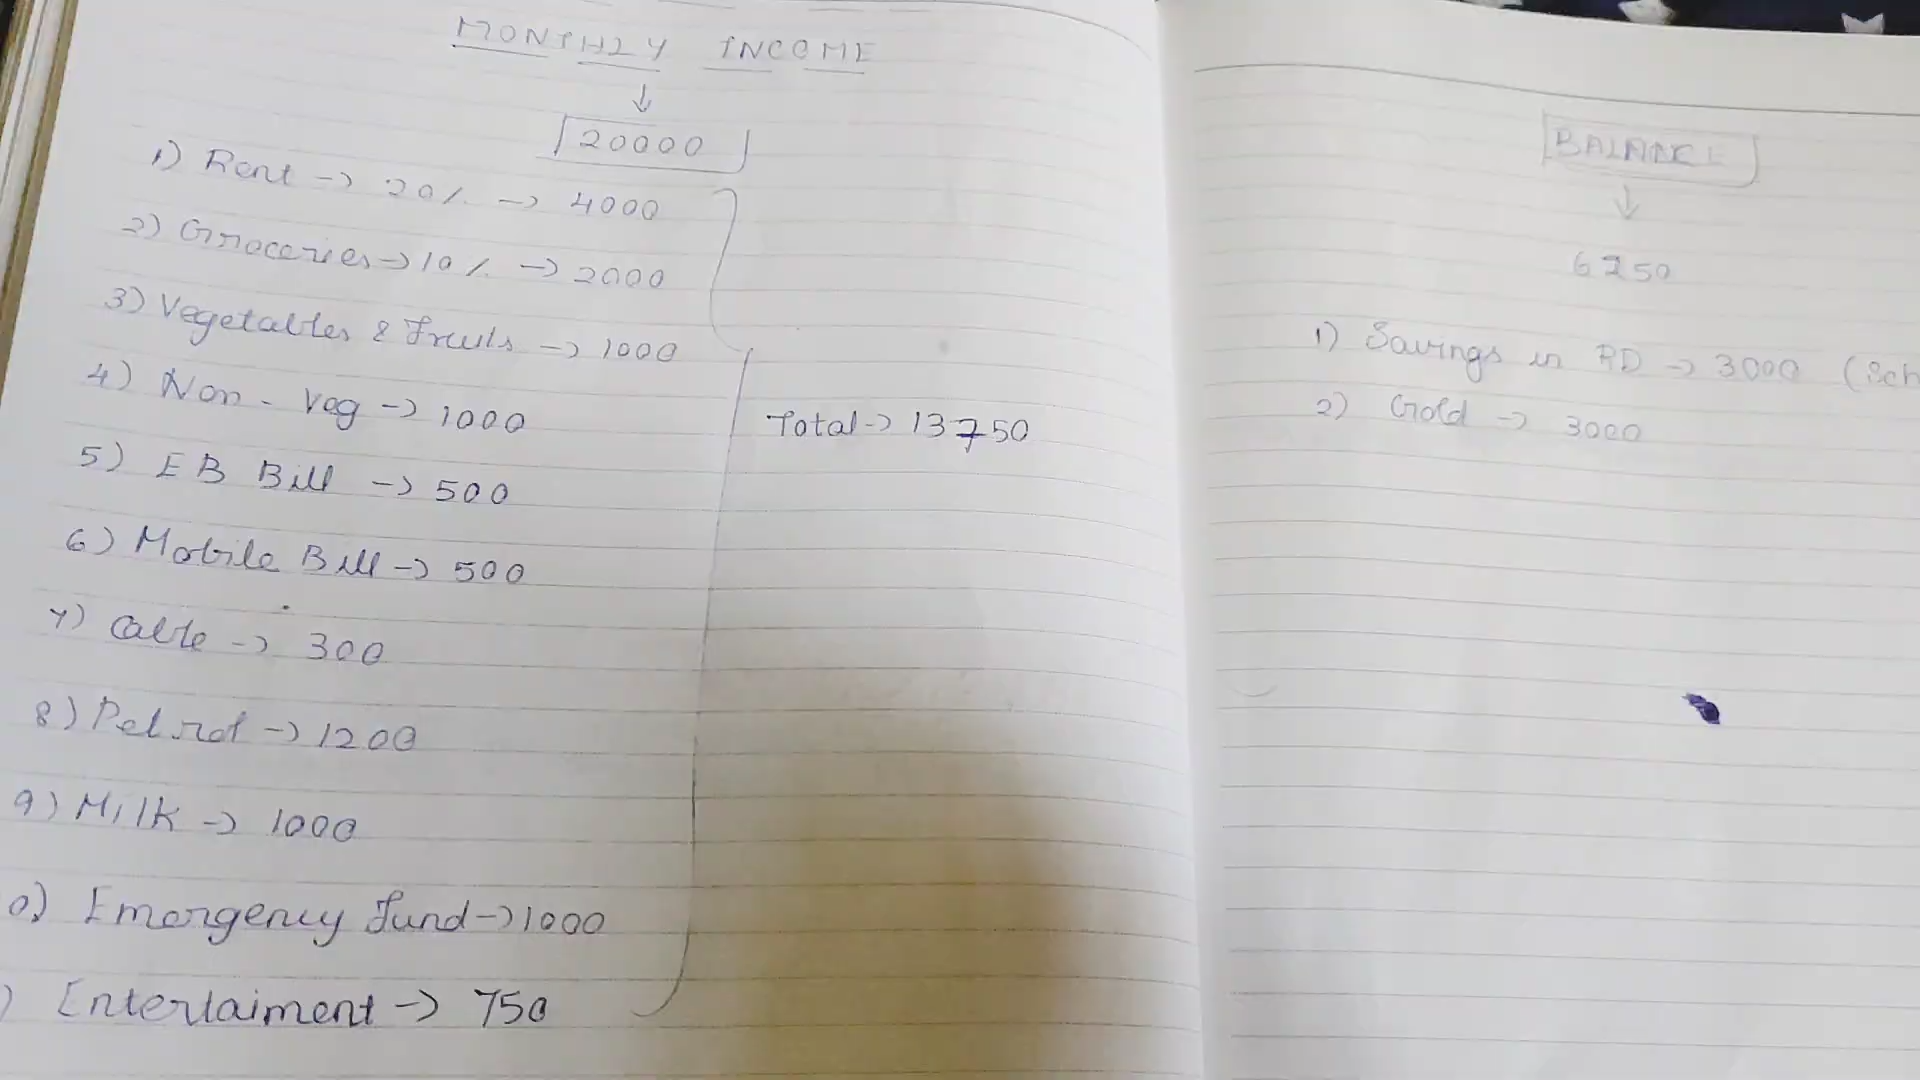 MONTHLY INCOME
↓
20000
1) Rent -> 20% -> 4000
2) Groceries -> 10% -> 2000
3) Vegetables & Fruits -> 1000
4) Non - Veg -> 1000
5) EB Bill -> 500
6) Mobile Bill -> 500
7) Cable -> 300
8) Petrol -> 1200
9) Milk -> 1000
0) Emergency Fund -> 1000
) Entertaiment -> 750
Total -> 13750
BALANCE
↓
6250
1) Savings in RD -> 3000 (Sch
2) Gold -> 3000